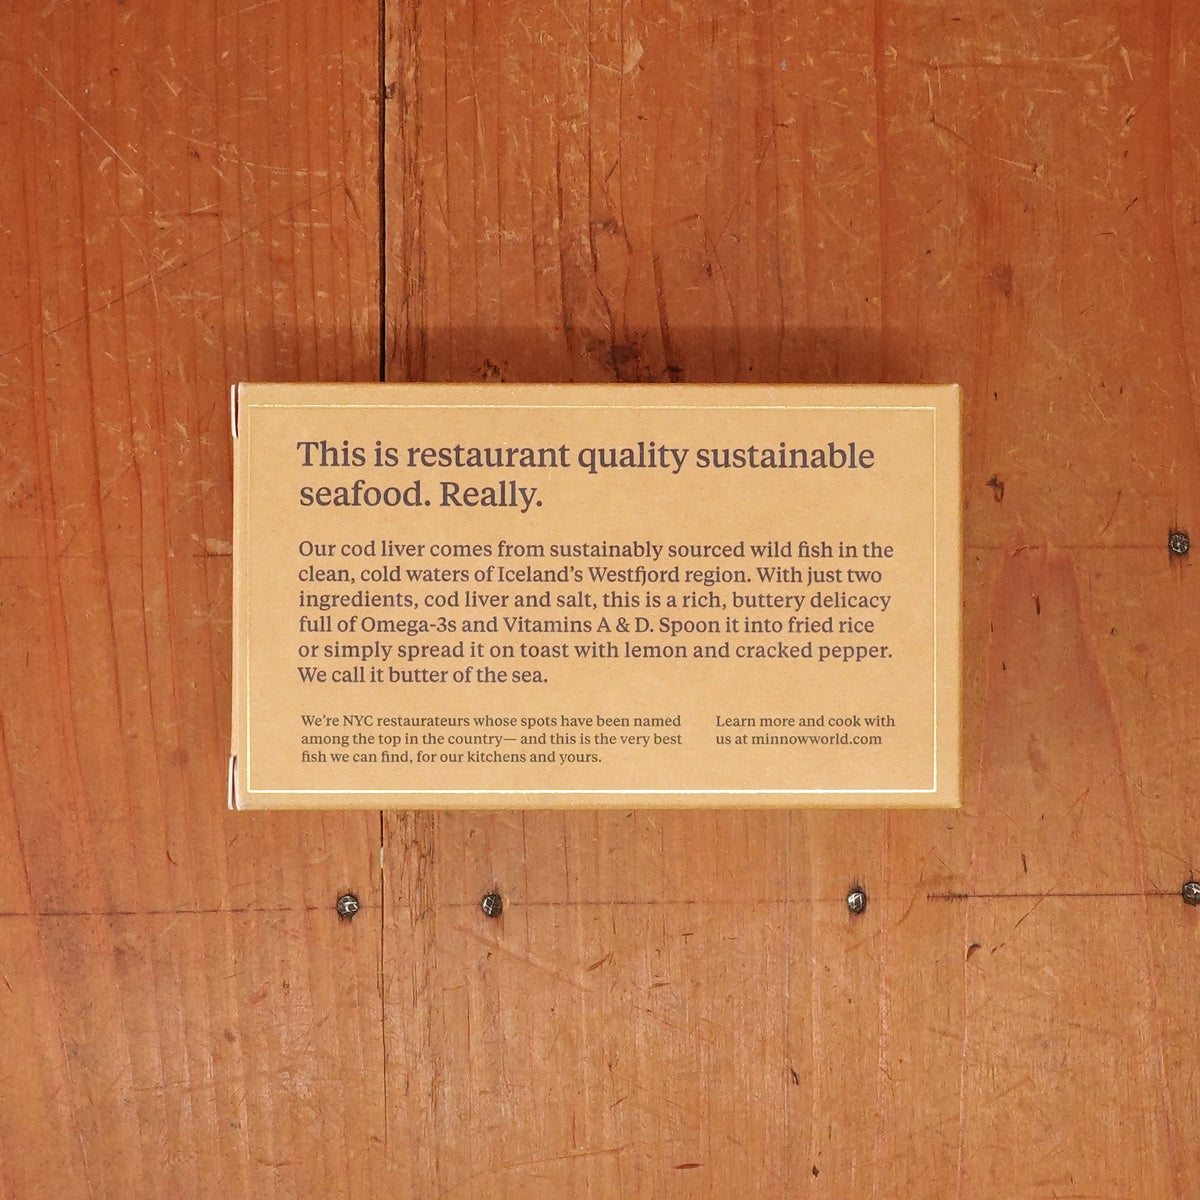 This is restaurant quality sustainable
seafood. Really.
Our cod liver comes from sustainably sourced wild fish in the
clean, cold waters of Iceland's Westfjord region. With just two
ingredients, cod liver and salt, this is a rich, buttery delicacy
full of Omega-3s and Vitamins A & D. Spoon it into fried rice
or simply spread it on toast with lemon and cracked pepper.
We call it butter of the sea.
We're NYC restaurateurs whose spots have been named
among the top in the country— and this is the very best
fish we can find, for our kitchens and yours.
Learn more and cook with
us at minnowworld.com